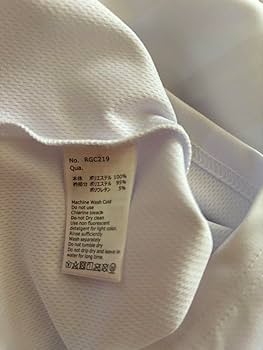 No. RGC219
Qua.
本体 ポリエステル 100%
衿部分 ポリエステル 95%
ポリウレタン 5%
Machine Wash Cold
Do not use
Chlorine bleach
Do not Dry clean
Use non fluorescent
detergent for light color.
Rinse sufficiently
Wash separately
Do not tumble dry
Do not drip dry and leave in
water for a long time